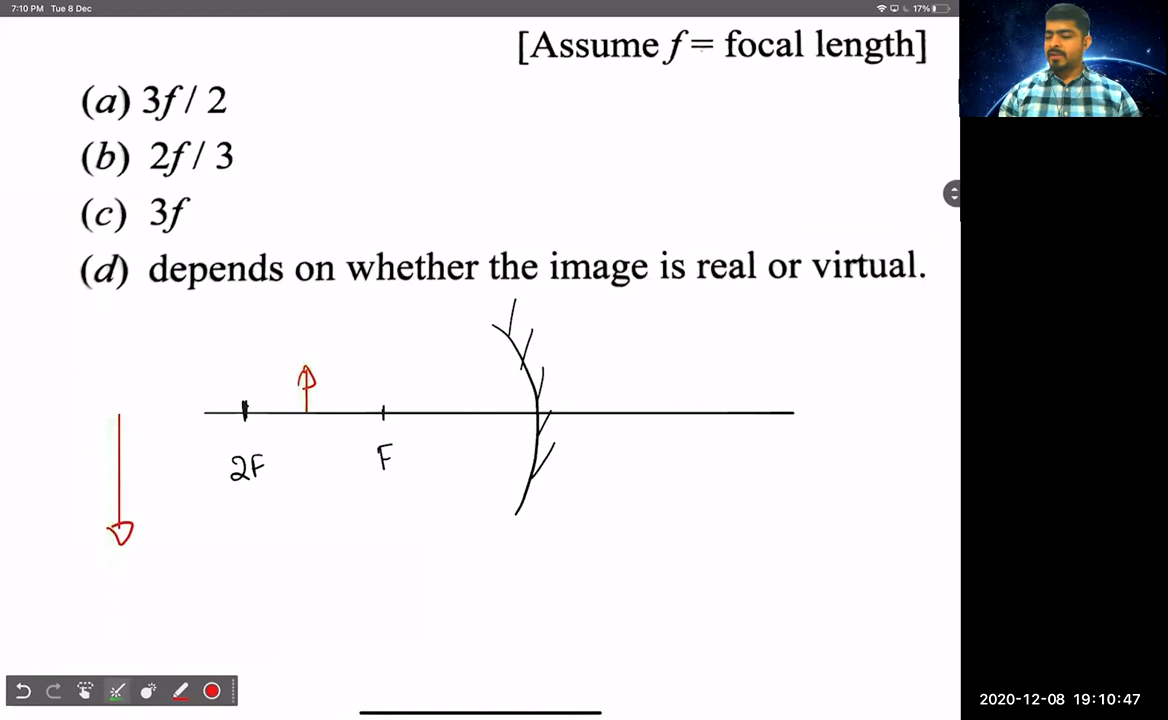 7:10 PM Tue 8 Dec
17%
[Assume f = focal length]
(a) 3f / 2
(b) 2f / 3
(c) 3f
(d) depends on whether the image is real or virtual.
2F
F
2020-12-08 19:10:47